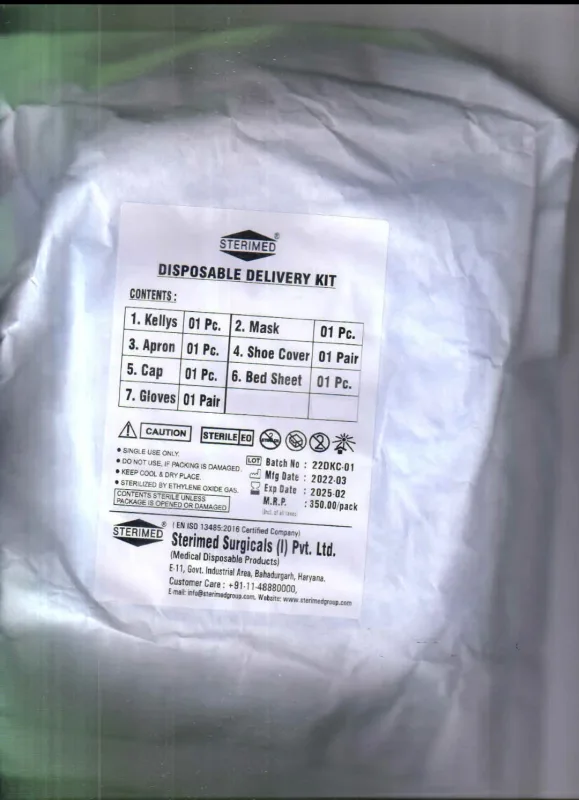 STERIMED ®
DISPOSABLE DELIVERY KIT
CONTENTS :
1. Kellys 01 Pc. 2. Mask 01 Pc.
3. Apron 01 Pc. 4. Shoe Cover 01 Pair
5. Cap 01 Pc. 6. Bed Sheet 01 Pc.
7. Gloves 01 Pair
CAUTION STERILE EO
• SINGLE USE ONLY.
• DO NOT USE, IF PACKING IS DAMAGED.
• KEEP COOL & DRY PLACE.
• STERILIZED BY ETHYLENE OXIDE GAS.
CONTENTS STERILE UNLESS
PACKAGE IS OPENED OR DAMAGED
LOT Batch No : 22DKC-01
Mfg Date : 2022-03
Exp Date : 2025-02
M.R.P. : 350.00/pack
(Incl. of all taxes)
STERIMED ®
( EN ISO 13485:2016 Certified Company)
Sterimed Surgicals (I) Pvt. Ltd.
(Medical Disposable Products)
E-11, Govt. Industrial Area, Bahadurgarh, Haryana.
Customer Care : +91-11-48880000,
E-mail: info@sterimedgroup.com, Website: www.sterimedgroup.com